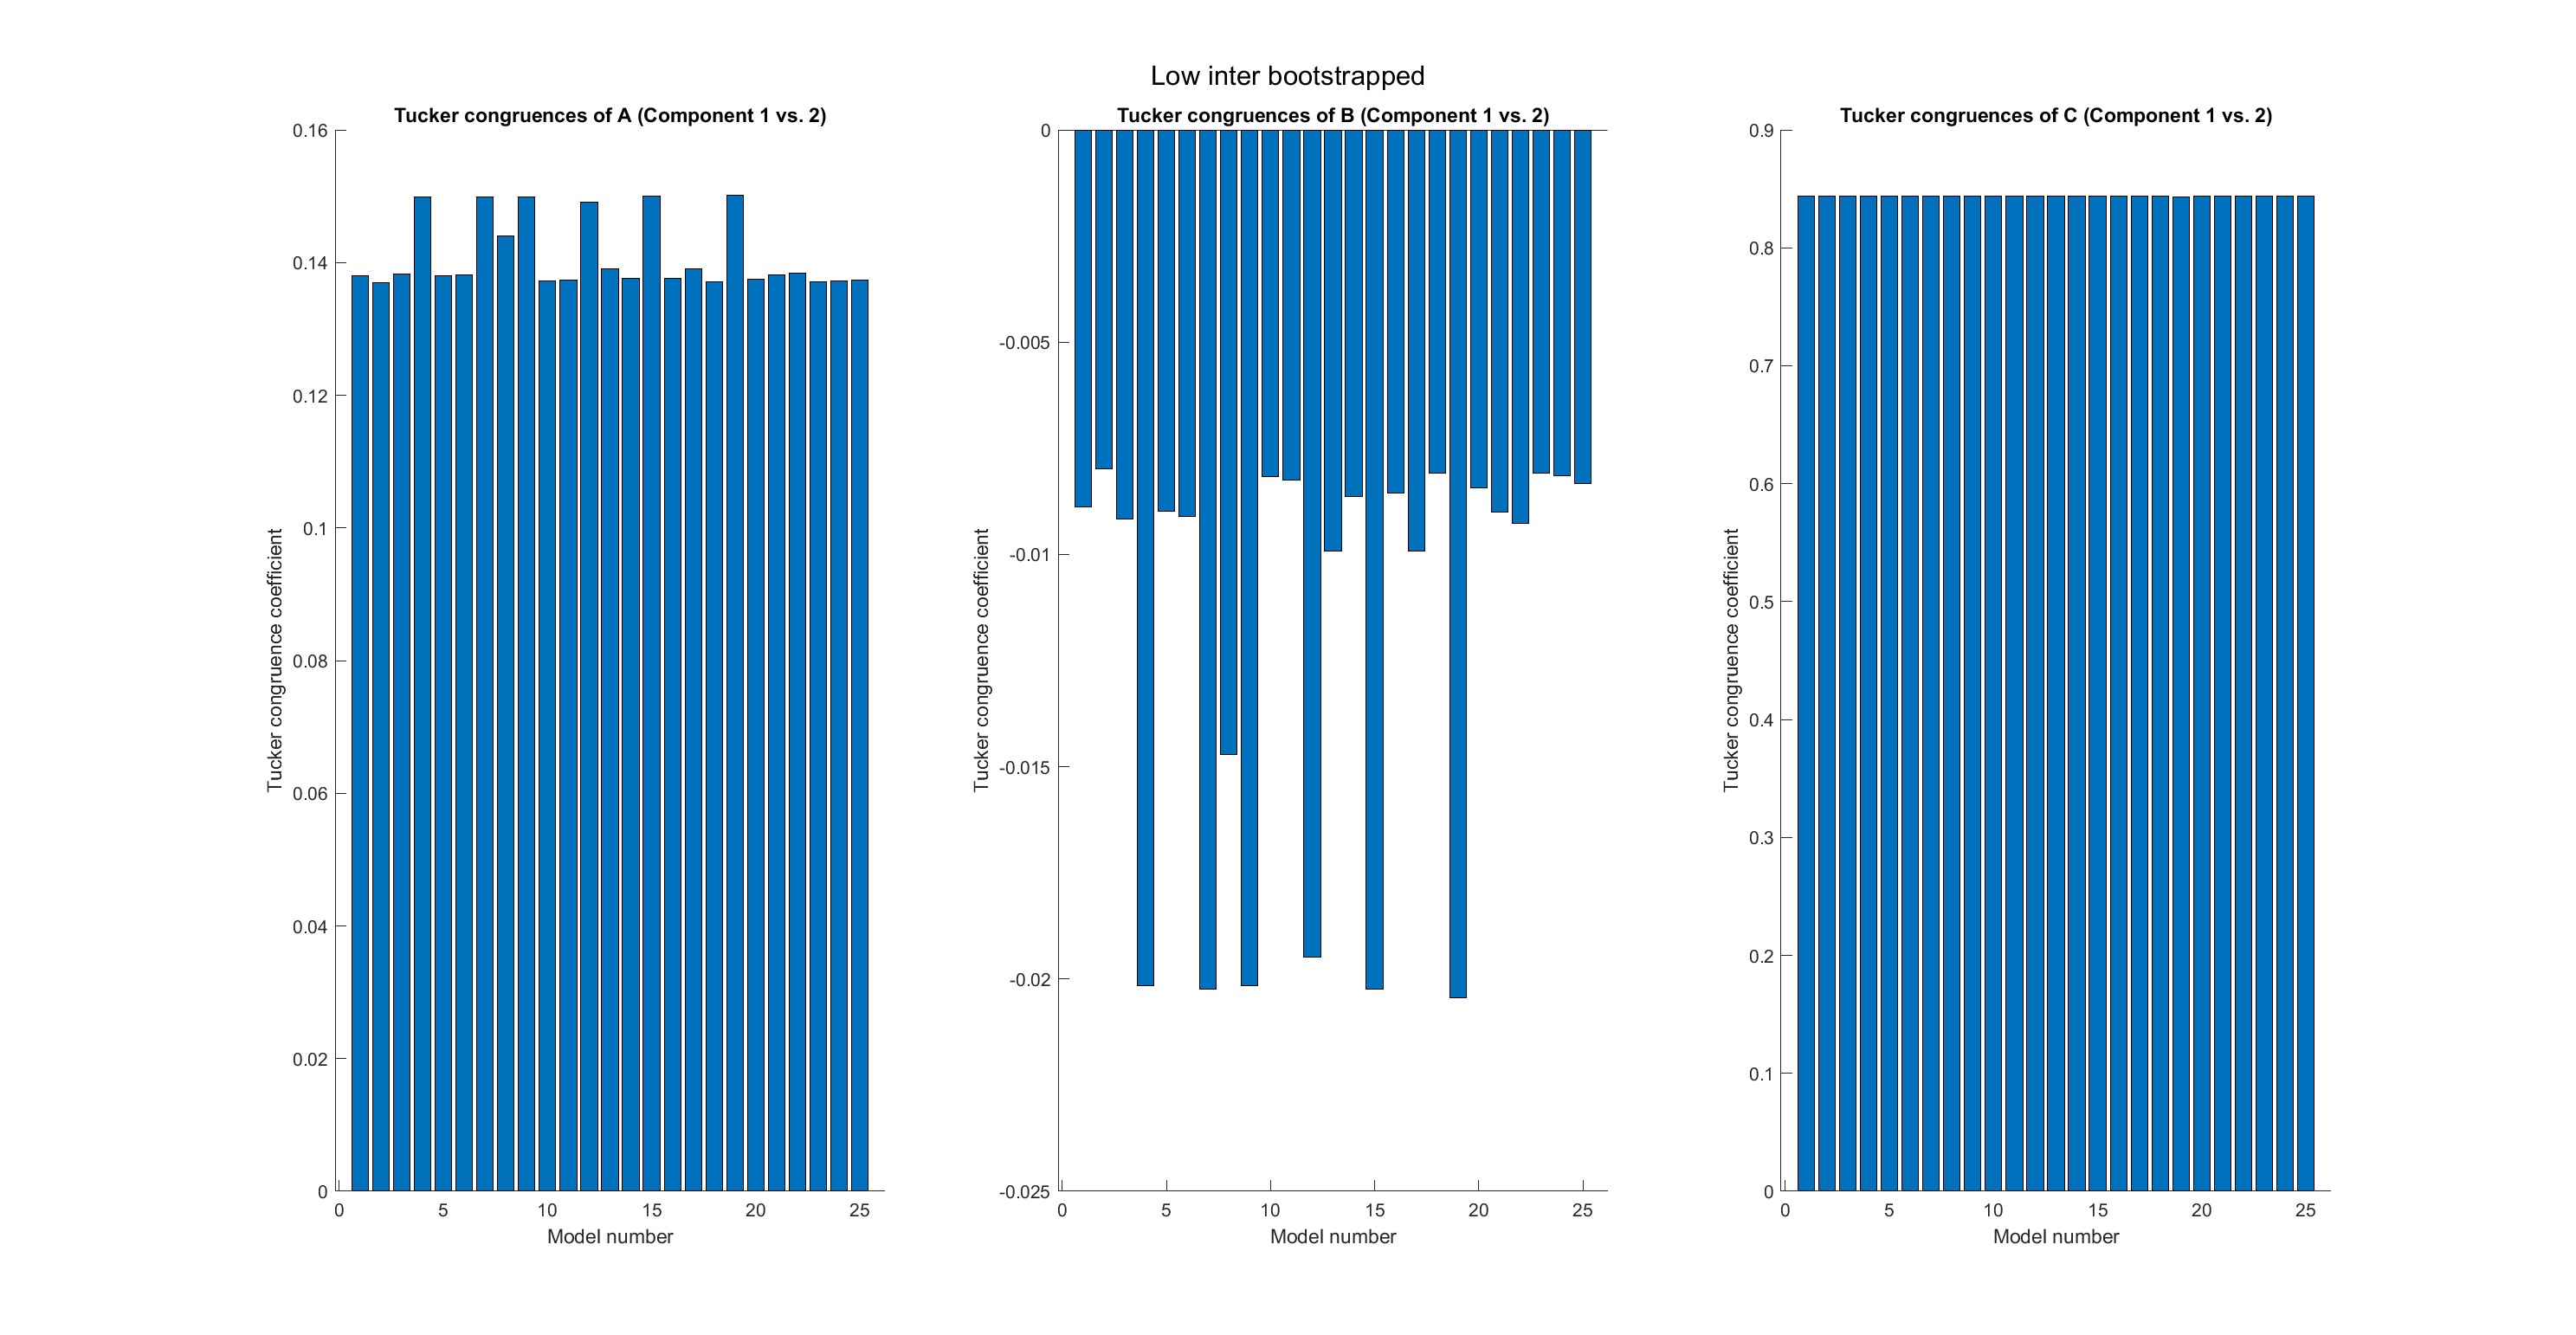 Low inter bootstrapped
Tucker congruences of A (Component 1 vs. 2)
0.16
0.14
0.12
0.1
0.08
0.06
0.04
0.02
0
Tucker congruence coefficient
0 5 10 15 20 25
Model number
Tucker congruences of B (Component 1 vs. 2)
0
-0.005
-0.01
-0.015
-0.02
-0.025
Tucker congruence coefficient
0 5 10 15 20 25
Model number
Tucker congruences of C (Component 1 vs. 2)
0.9
0.8
0.7
0.6
0.5
0.4
0.3
0.2
0.1
0
Tucker congruence coefficient
0 5 10 15 20 25
Model number